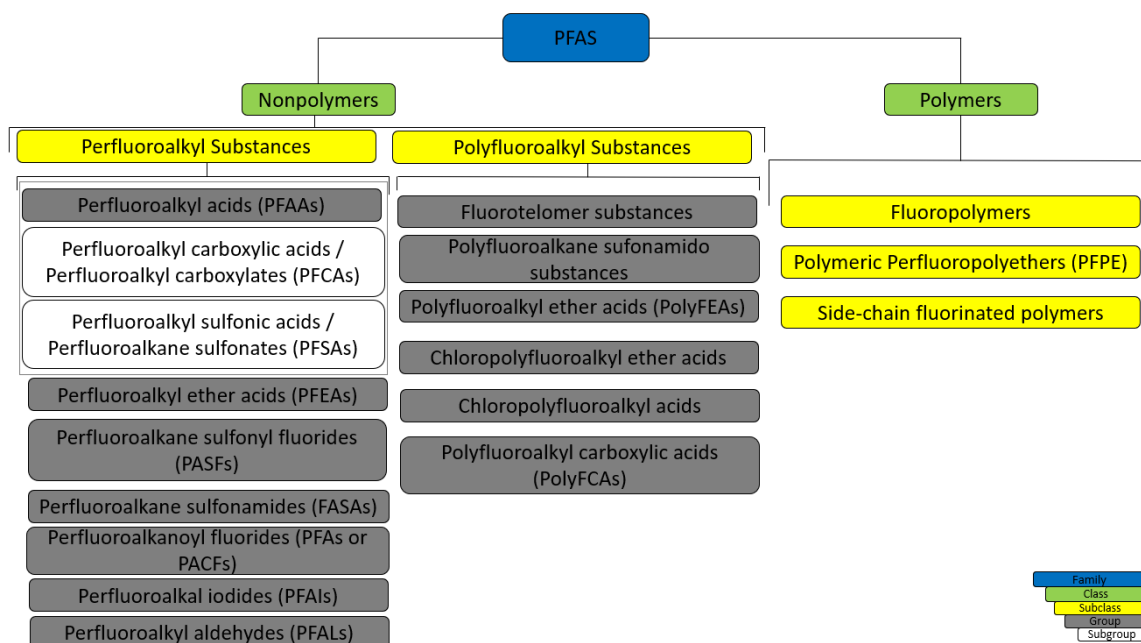 PFAS
Nonpolymers
Polymers
Perfluoroalkyl Substances
Polyfluoroalkyl Substances
Perfluoroalkyl acids (PFAAs)
Perfluoroalkyl carboxylic acids /
Perfluoroalkyl carboxylates (PFCAs)
Perfluoroalkyl sulfonic acids /
Perfluoroalkane sulfonates (PFSAs)
Perfluoroalkyl ether acids (PFEAs)
Perfluoroalkane sulfonyl fluorides
(PASFs)
Perfluoroalkane sulfonamides (FASAs)
Perfluoroalkanoyl fluorides (PFAs or
PACFs)
Perfluoroalkal iodides (PFAIs)
Perfluoroalkyl aldehydes (PFALs)
Fluorotelomer substances
Polyfluoroalkane sufonamido
substances
Polyfluoroalkyl ether acids (PolyFEAs)
Chloropolyfluoroalkyl ether acids
Chloropolyfluoroalkyl acids
Polyfluoroalkyl carboxylic acids
(PolyFCAs)
Fluoropolymers
Polymeric Perfluoropolyethers (PFPE)
Side-chain fluorinated polymers
Family
Class
Subclass
Group
Subgroup